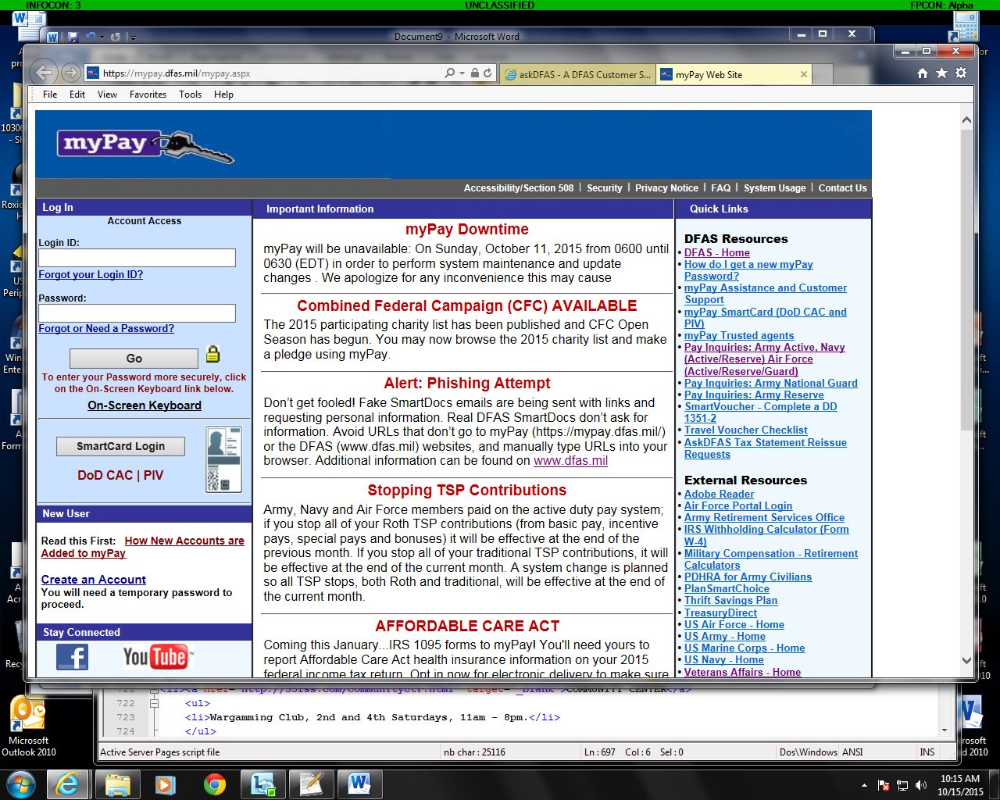 INFOCON: 3 UNCLASSIFIED FPCON: Alpha
Document9 - Microsoft Word
https://mypay.dfas.mil/mypay.aspx
askDFAS - A DFAS Customer S...
myPay Web Site
File Edit View Favorites Tools Help
myPay
Accessibility/Section 508 | Security | Privacy Notice | FAQ | System Usage | Contact Us
Log In
Account Access
Login ID:
Forgot your Login ID?
Password:
Forgot or Need a Password?
Go
To enter your Password more securely, click
on the On-Screen Keyboard link below.
On-Screen Keyboard
SmartCard Login
DoD CAC | PIV
New User
Read this First: How New Accounts are
Added to myPay
Create an Account
You will need a temporary password to
proceed.
Stay Connected
f
YouTube
Important Information
myPay Downtime
myPay will be unavailable: On Sunday, October 11, 2015 from 0600 until
0630 (EDT) in order to perform system maintenance and update
changes . We apologize for any inconvenience this may cause
Combined Federal Campaign (CFC) AVAILABLE
The 2015 participating charity list has been published and CFC Open
Season has begun. You may now browse the 2015 charity list and make
a pledge using myPay.
Alert: Phishing Attempt
Don't get fooled! Fake SmartDocs emails are being sent with links and
requesting personal information. Real DFAS SmartDocs don't ask for
information. Avoid URLs that don't go to myPay (https://mypay.dfas.mil/)
or the DFAS (www.dfas.mil) websites, and manually type URLs into your
browser. Additional information can be found on www.dfas.mil
Stopping TSP Contributions
Army, Navy and Air Force members paid on the active duty pay system;
if you stop all of your Roth TSP contributions (from basic pay, incentive
pays, special pays and bonuses) it will be effective at the end of the
previous month. If you stop all of your traditional TSP contributions, it will
be effective at the end of the current month. A system change is planned
so all TSP stops, both Roth and traditional, will be effective at the end of
the current month.
AFFORDABLE CARE ACT
Coming this January...IRS 1095 forms to myPay! You'll need yours to
report Affordable Care Act health insurance information on your 2015
federal income tax return. Opt in now for electronic delivery to make sure
Quick Links
DFAS Resources
• DFAS - Home
• How do I get a new myPay
Password?
• myPay Assistance and Customer
Support
• myPay SmartCard (DoD CAC and
PIV)
• myPay Trusted agents
• Pay Inquiries: Army Active, Navy
(Active/Reserve) Air Force
(Active/Reserve/Guard)
• Pay Inquiries: Army National Guard
• Pay Inquiries: Army Reserve
• SmartVoucher - Complete a DD
1351-2
• Travel Voucher Checklist
• AskDFAS Tax Statement Reissue
Requests
External Resources
• Adobe Reader
• Air Force Portal Login
• Army Retirement Services Office
• IRS Withholding Calculator (Form
W-4)
• Military Compensation - Retirement
Calculators
• PDHRA for Army Civilians
• PlanSmartChoice
• Thrift Savings Plan
• TreasuryDirect
• US Air Force - Home
• US Army - Home
• US Marine Corps - Home
• US Navy - Home
• Veterans Affairs - Home
721 <li><a href="http://55fss.com/communityctr.html" target="_blank">COMMUNITY CENTER</a>
722 <ul>
723 <li>Wargamming Club, 2nd and 4th Saturdays, 11am - 8pm.</li>
724 </ul>
Active Server Pages script file nb char : 25116 Ln : 697 Col : 6 Sel : 0 Dos\Windows ANSI INS
Microsoft
Outlook 2010
10:15 AM
10/15/2015